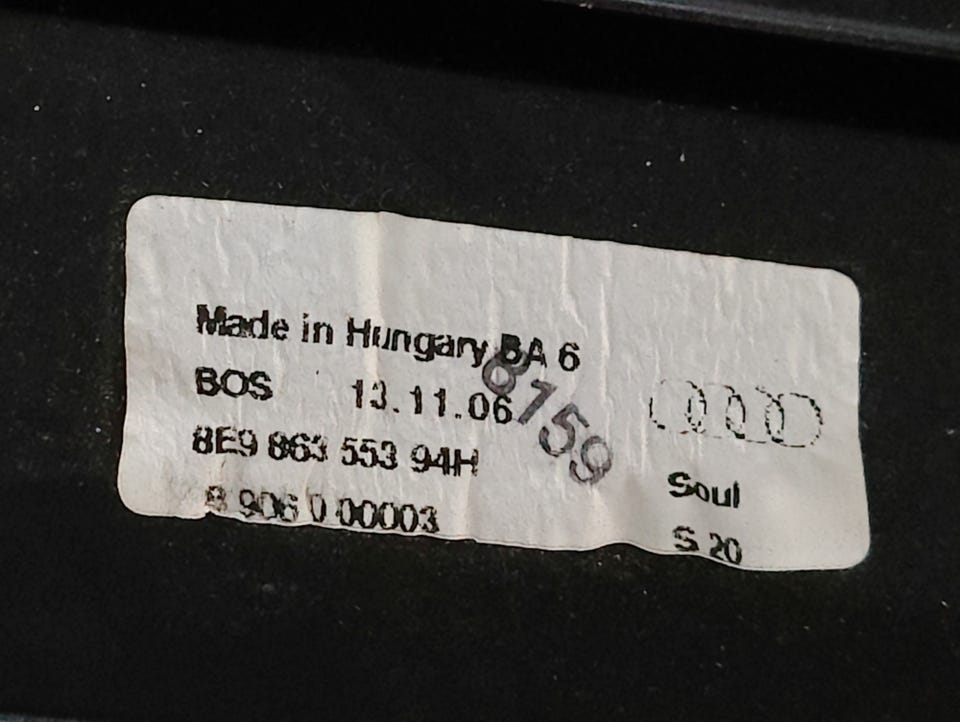 Made in Hungary BA 6
BOS 13.11.06
8159
8E9 863 553 94H
8 906 0 00003
Soul
S 20